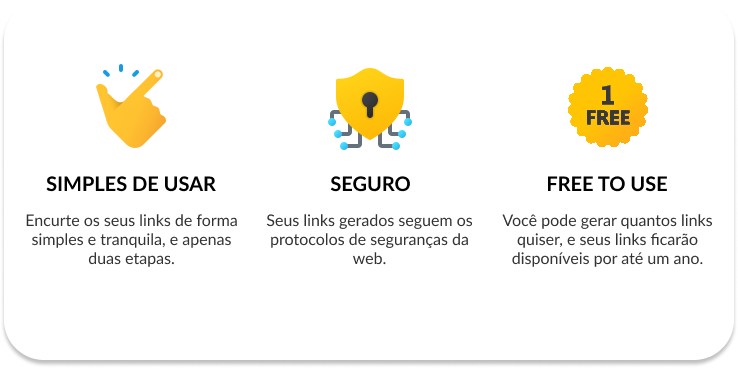 1
FREE
SIMPLES DE USAR
Encurte os seus links de forma
simples e tranquila, e apenas
duas etapas.
SEGURO
Seus links gerados seguem os
protocolos de seguranças da
web.
FREE TO USE
Você pode gerar quantos links
quiser, e seus links ficarão
disponíveis por até um ano.